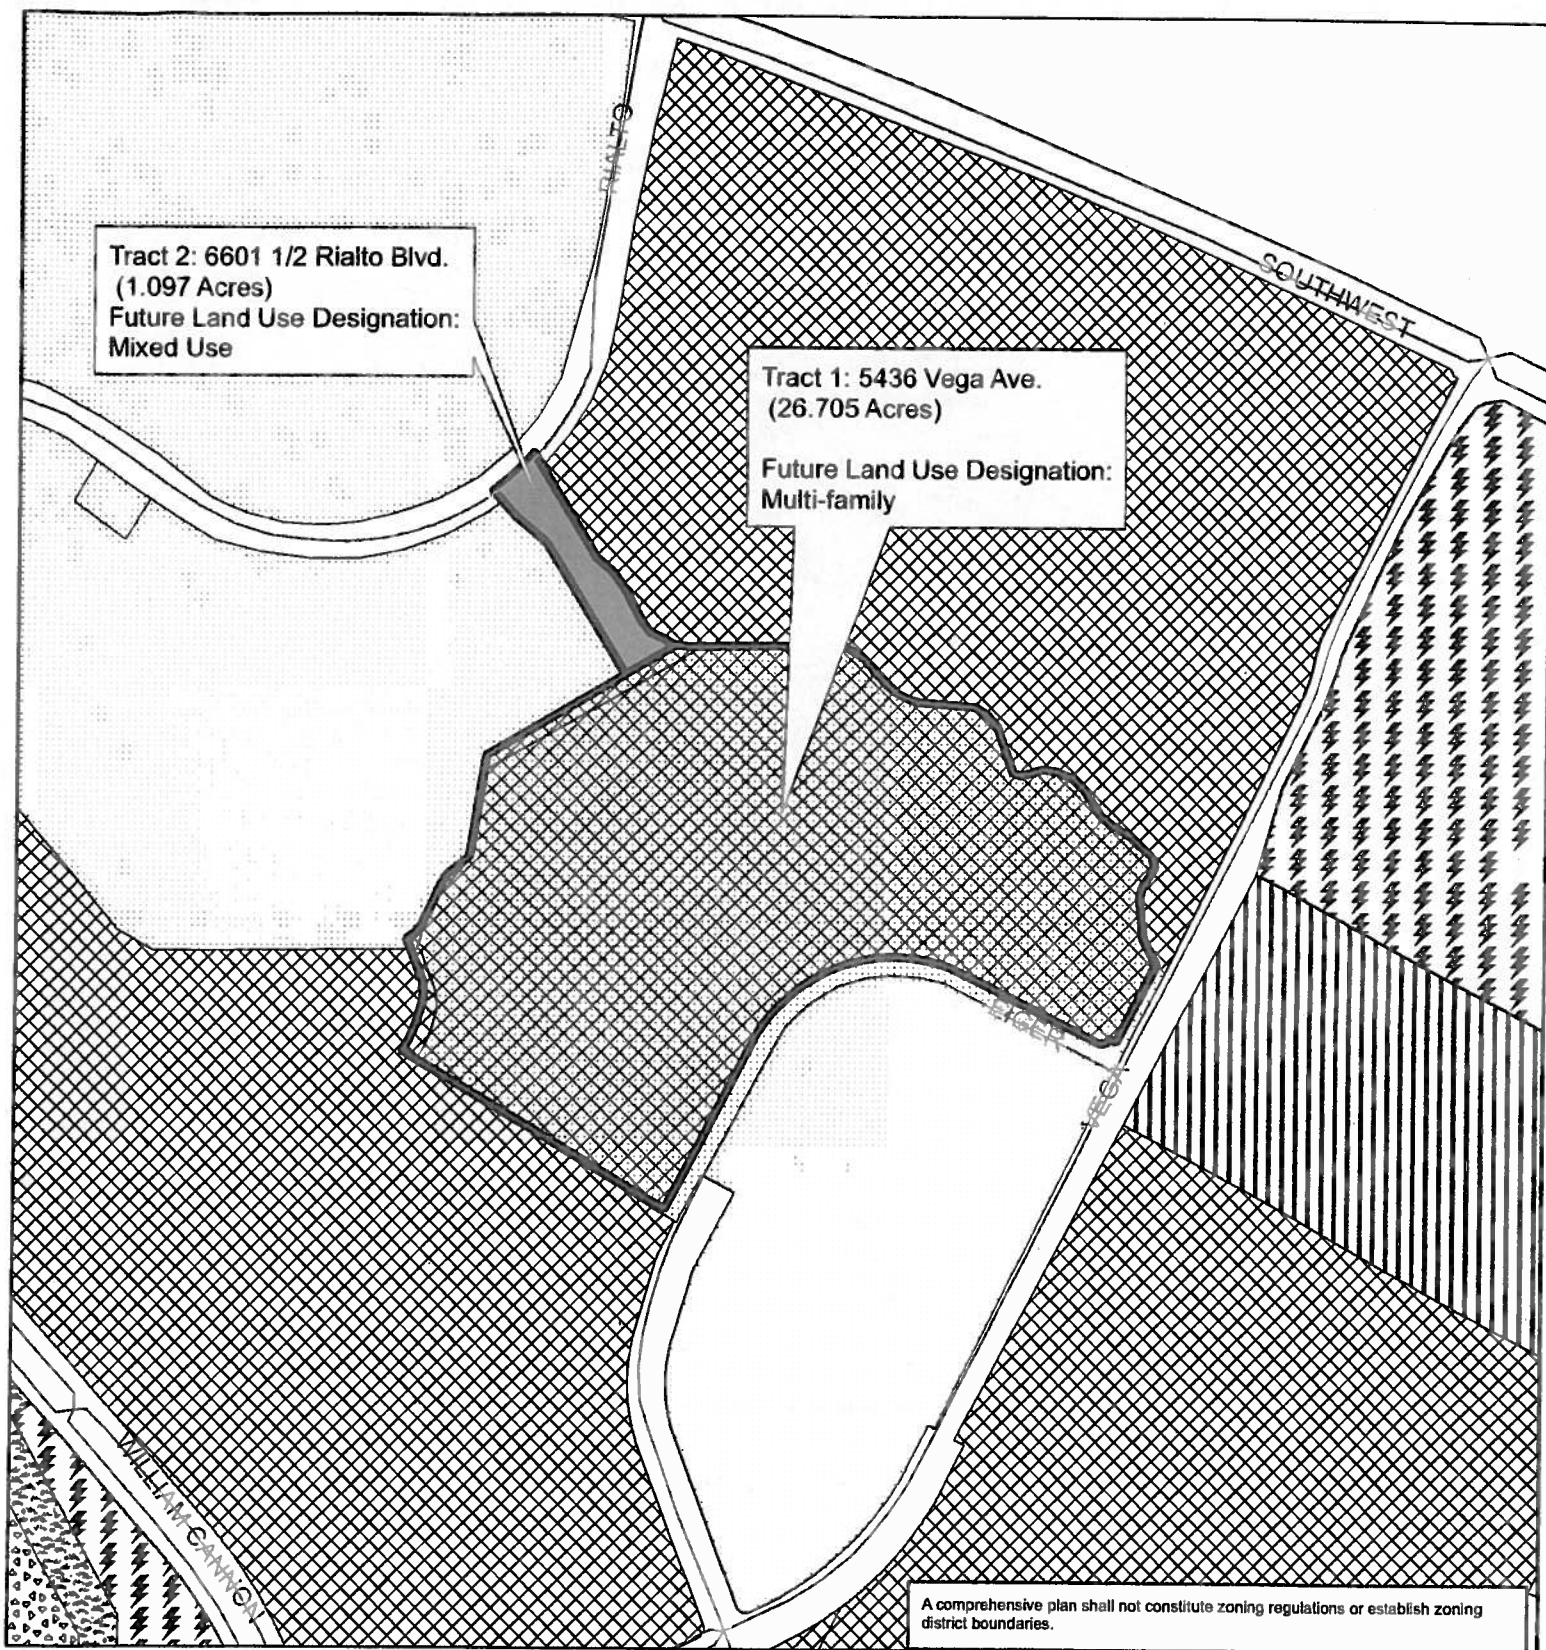 RIALTO
Tract 2: 6601 1/2 Rialto Blvd.
(1.097 Acres)
Future Land Use Designation:
Mixed Use
SOUTHWEST
Tract 1: 5436 Vega Ave.
(26.705 Acres)
Future Land Use Designation:
Multi-family
EIGER
VEGA
WILLIAM CANNON
A comprehensive plan shall not constitute zoning regulations or establish zoning
district boundaries.